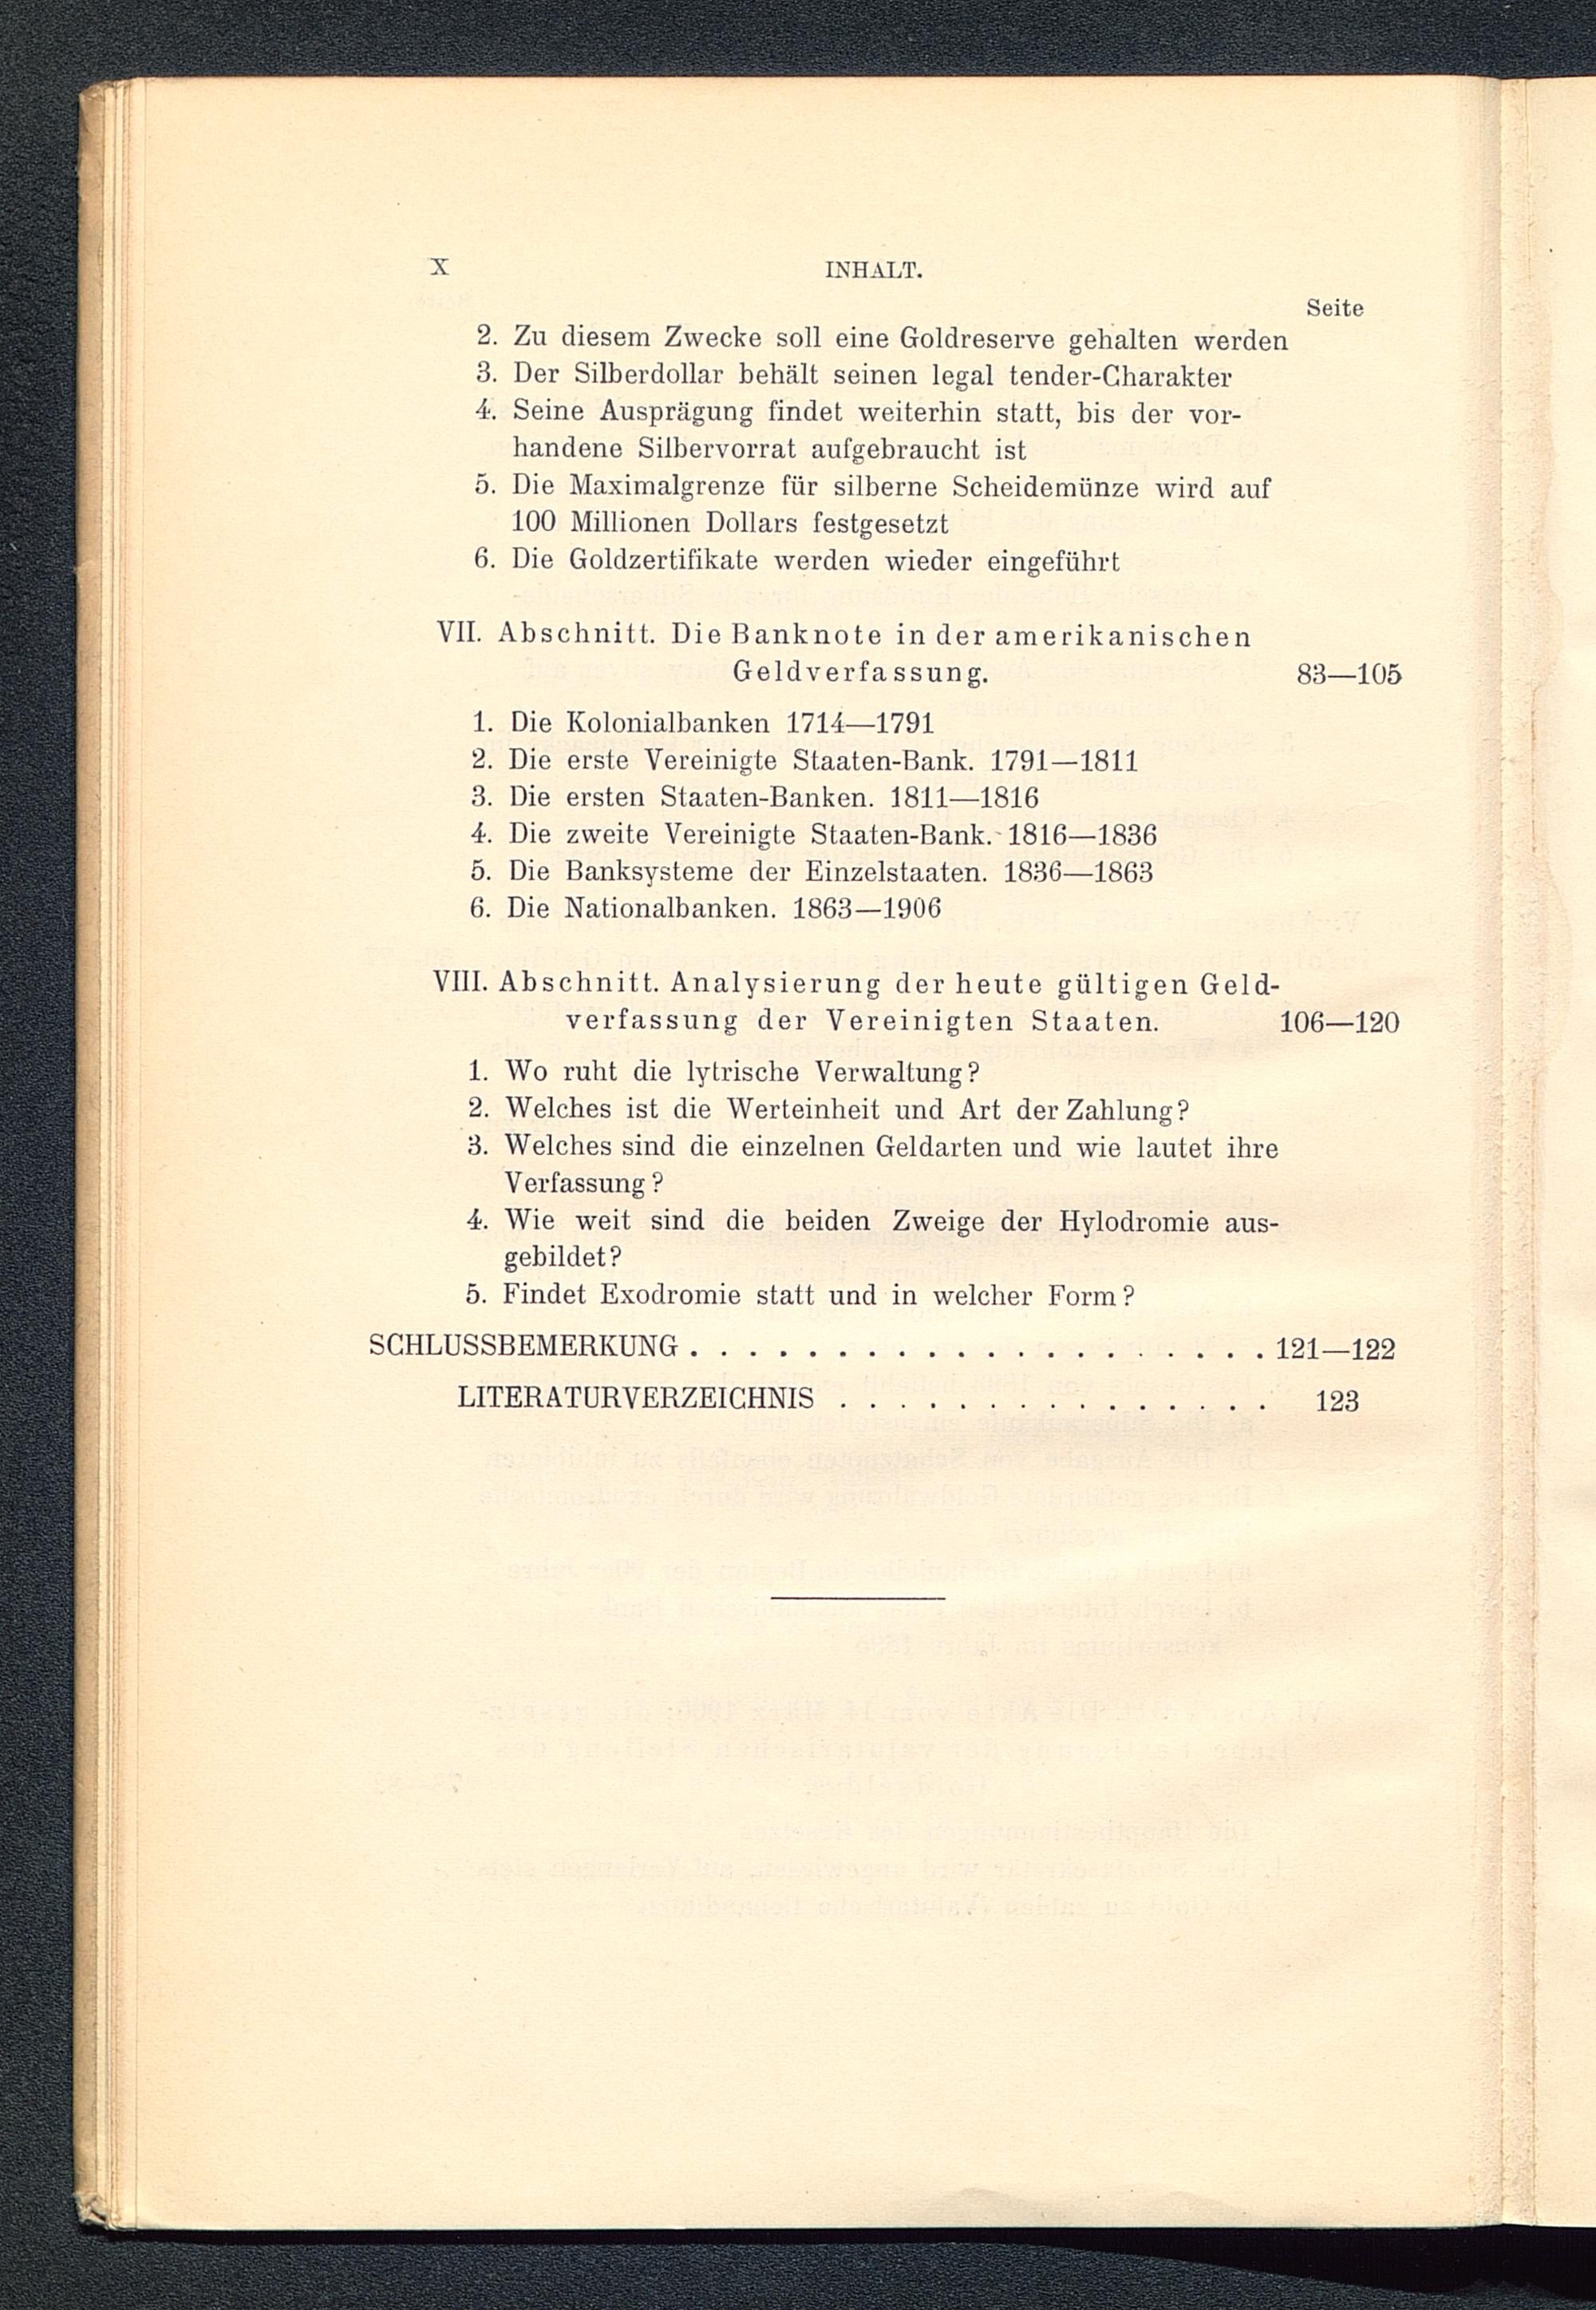 X INHALT.
Seite
2. Zu diesem Zwecke soll eine Goldreserve gehalten werden
3. Der Silberdollar behält seinen legal tender-Charakter
4. Seine Ausprägung findet weiterhin statt, bis der vor-
handene Silbervorrat aufgebraucht ist
5. Die Maximalgrenze für silberne Scheidemünze wird auf
100 Millionen Dollars festgesetzt
6. Die Goldzertifikate werden wieder eingeführt
VII. Abschnitt. Die Banknote in der amerikanischen
Geldverfassung. 83—105
1. Die Kolonialbanken 1714—1791
2. Die erste Vereinigte Staaten-Bank. 1791—1811
3. Die ersten Staaten-Banken. 1811—1816
4. Die zweite Vereinigte Staaten-Bank. 1816—1836
5. Die Banksysteme der Einzelstaaten. 1836—1863
6. Die Nationalbanken. 1863—1906
VIII. Abschnitt. Analysierung der heute gültigen Geld-
verfassung der Vereinigten Staaten. 106—120
1. Wo ruht die lytrische Verwaltung?
2. Welches ist die Werteinheit und Art der Zahlung?
3. Welches sind die einzelnen Geldarten und wie lautet ihre
Verfassung?
4. Wie weit sind die beiden Zweige der Hylodromie aus-
gebildet?
5. Findet Exodromie statt und in welcher Form?
SCHLUSSBEMERKUNG . . . . . . . . . . . . . . . . . . . . 121—122
LITERATURVERZEICHNIS . . . . . . . . . . . . . . . 123